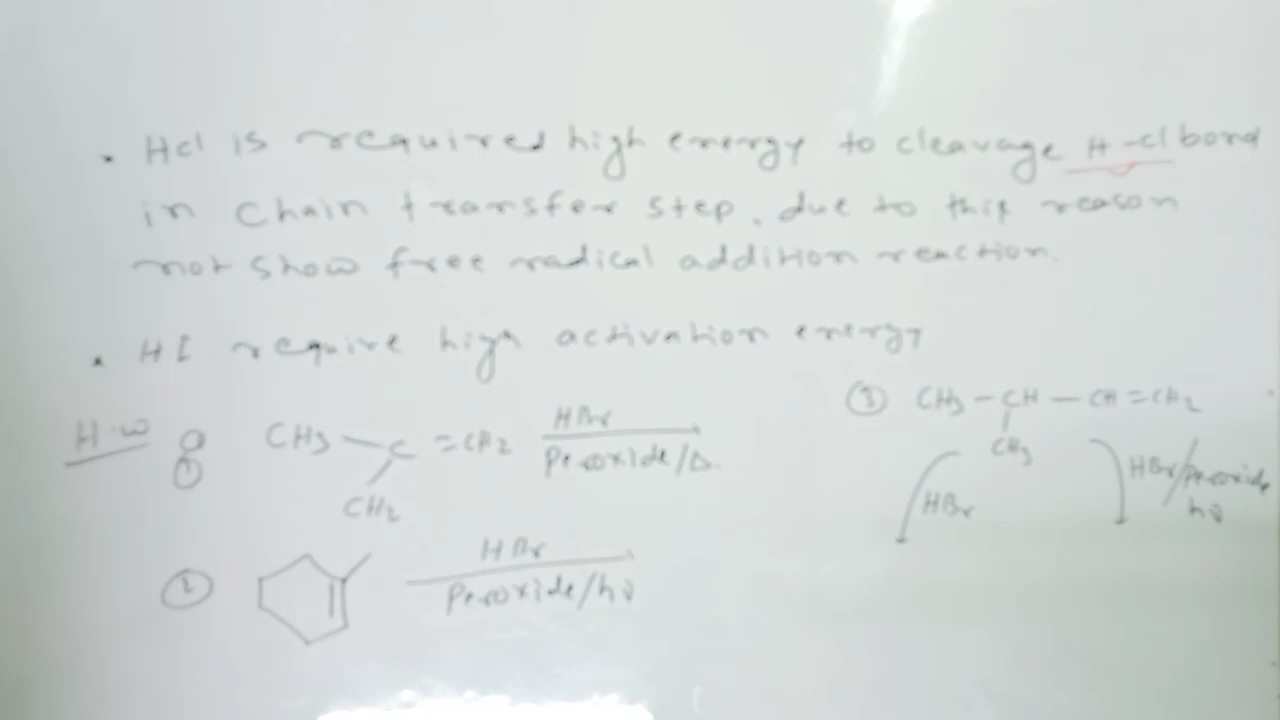 • HCl is required high energy to cleavage H-Cl bond
in chain transfer step, due to this reason
not show free radical addition reaction.
• HI require high activation energy
H.W Q ① CH3 - C = CH2 HBr Peroxide/Δ.
CH2
② HBr Peroxide/hν
③ CH3 - CH - CH = CH2
CH3
HBr
HBr/Peroxide
hν